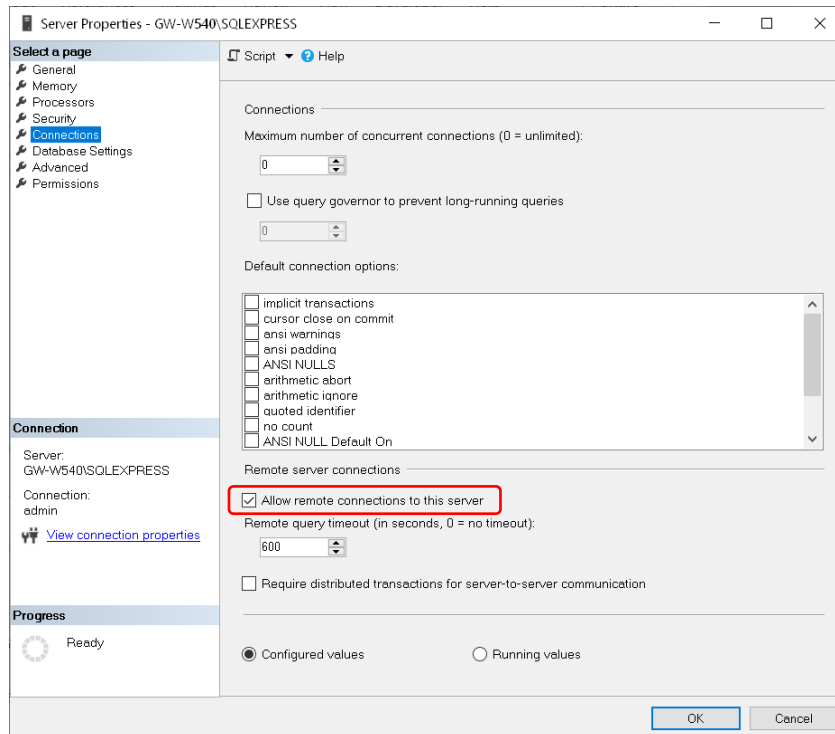 Server Properties - GW-W540\SQLEXPRESS
Select a page
General
Memory
Processors
Security
Connections
Database Settings
Advanced
Permissions
Script
Help
Connections
Maximum number of concurrent connections (0 = unlimited):
0
Use query governor to prevent long-running queries
0
Default connection options:
implicit transactions
cursor close on commit
ansi warnings
ansi padding
ANSI NULLS
arithmetic abort
arithmetic ignore
quoted identifier
no count
ANSI NULL Default On
Remote server connections
Allow remote connections to this server
Remote query timeout (in seconds, 0 = no timeout):
600
Require distributed transactions for server-to-server communication
Configured values
Running values
Connection
Server:
GW-W540\SQLEXPRESS
Connection:
admin
View connection properties
Progress
Ready
OK
Cancel